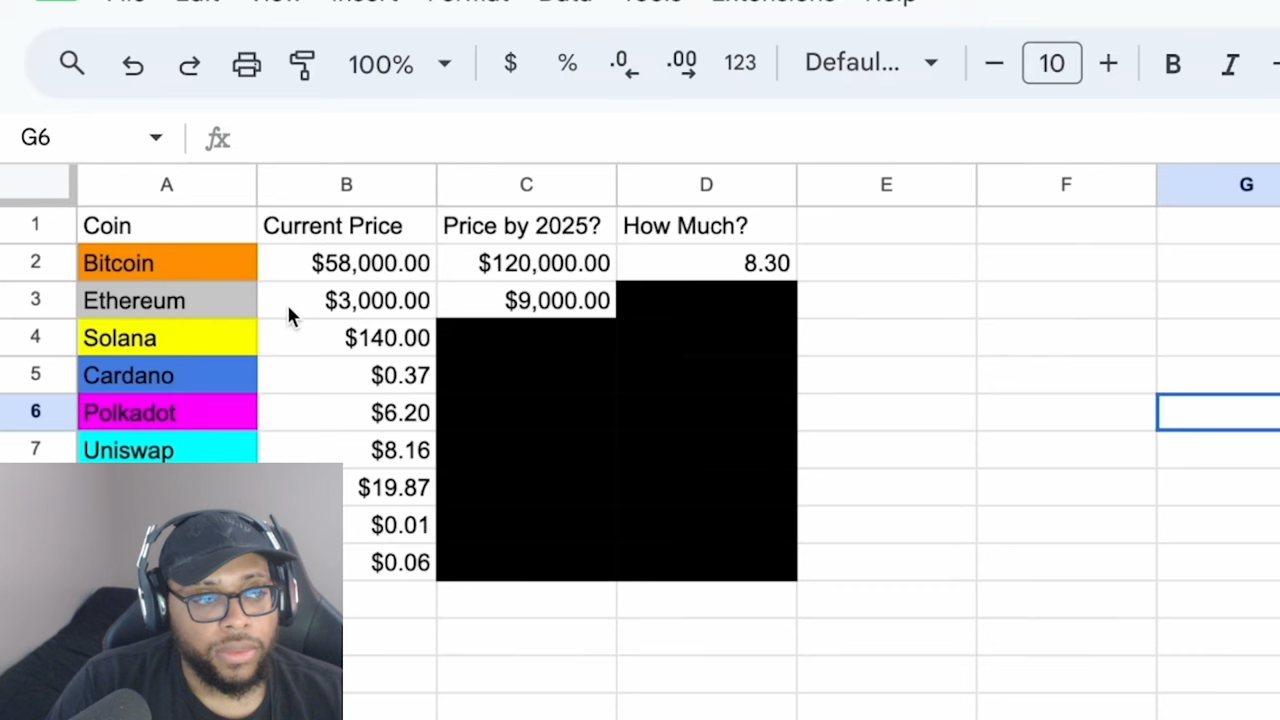 100%
$
%
.0
.00
123
Defaul...
10
B
I
G6
fx
A B C D E F G
1 Coin Current Price Price by 2025? How Much?
2 Bitcoin $58,000.00 $120,000.00 8.30
3 Ethereum $3,000.00 $9,000.00
4 Solana $140.00
5 Cardano $0.37
6 Polkadot $6.20
7 Uniswap $8.16
$19.87
$0.01
$0.06